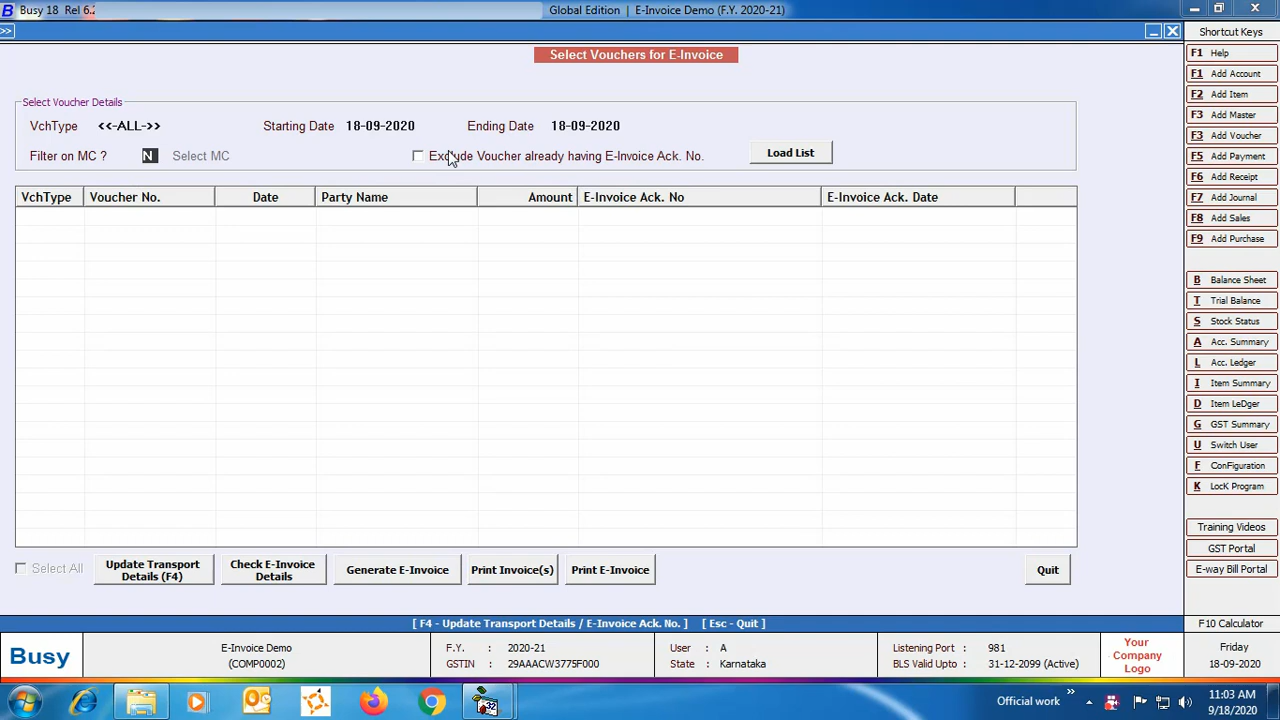 Busy 18 Rel 6.2
Global Edition | E-Invoice Demo (F.Y. 2020-21)
>>
Select Vouchers for E-Invoice
Select Voucher Details
VchType <<-ALL->> Starting Date 18-09-2020 Ending Date 18-09-2020
Filter on MC ? N Select MC Exclude Voucher already having E-Invoice Ack. No. Load List
VchType Voucher No. Date Party Name Amount E-Invoice Ack. No E-Invoice Ack. Date
Select All
Update Transport Details (F4)
Check E-Invoice Details
Generate E-Invoice
Print Invoice(s)
Print E-Invoice
Quit
[ F4 - Update Transport Details / E-Invoice Ack. No. ] [ Esc - Quit ]
Shortcut Keys
F1 Help
F1 Add Account
F2 Add Item
F3 Add Master
F3 Add Voucher
F5 Add Payment
F6 Add Receipt
F7 Add Journal
F8 Add Sales
F9 Add Purchase
B Balance Sheet
T Trial Balance
S Stock Status
A Acc. Summary
L Acc. Ledger
I Item Summary
D Item LeDger
G GST Summary
U Switch User
F ConFiguration
K LocK Program
Training Videos
GST Portal
E-way Bill Portal
F10 Calculator
Busy
E-Invoice Demo
(COMP0002)
F.Y. : 2020-21
GSTIN : 29AAACW3775F000
User : A
State : Karnataka
Listening Port : 981
BLS Valid Upto : 31-12-2099 (Active)
Your
Company
Logo
Friday
18-09-2020
Official work
»
11:03 AM
9/18/2020